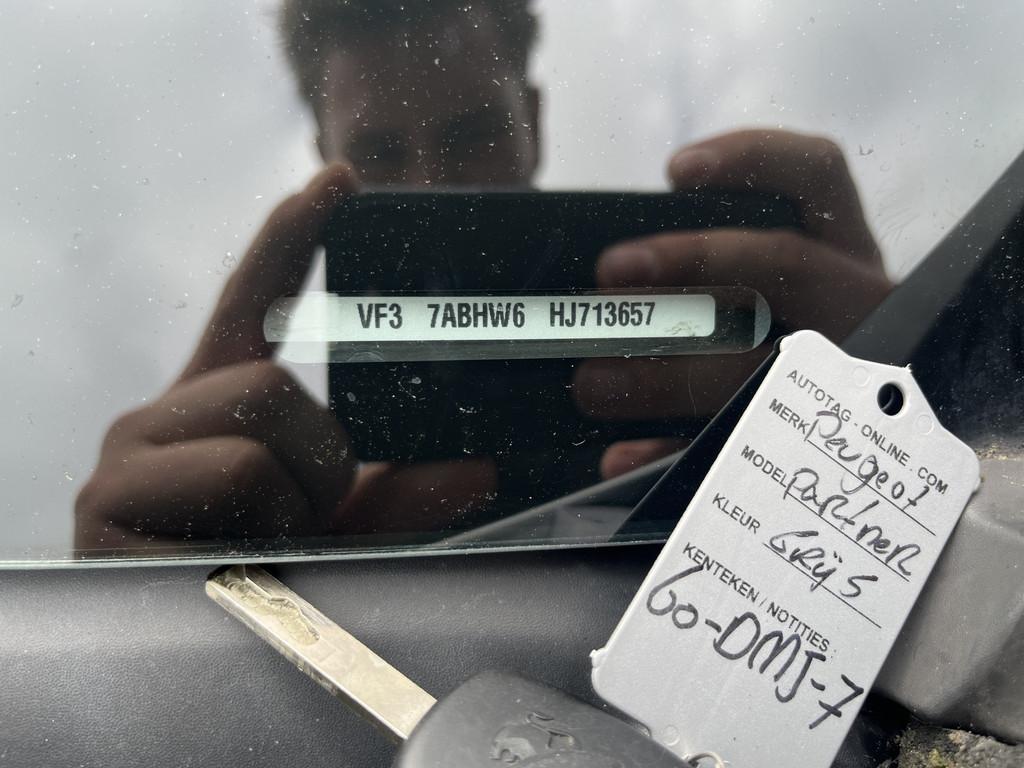 VF3 7ABHW6 HJ713657
AUTOTAG-ONLINE.COM
MERK Peugeot
MODEL Partner
KLEUR Grijs
KENTEKEN / NOTITIES:
60-DMJ-7